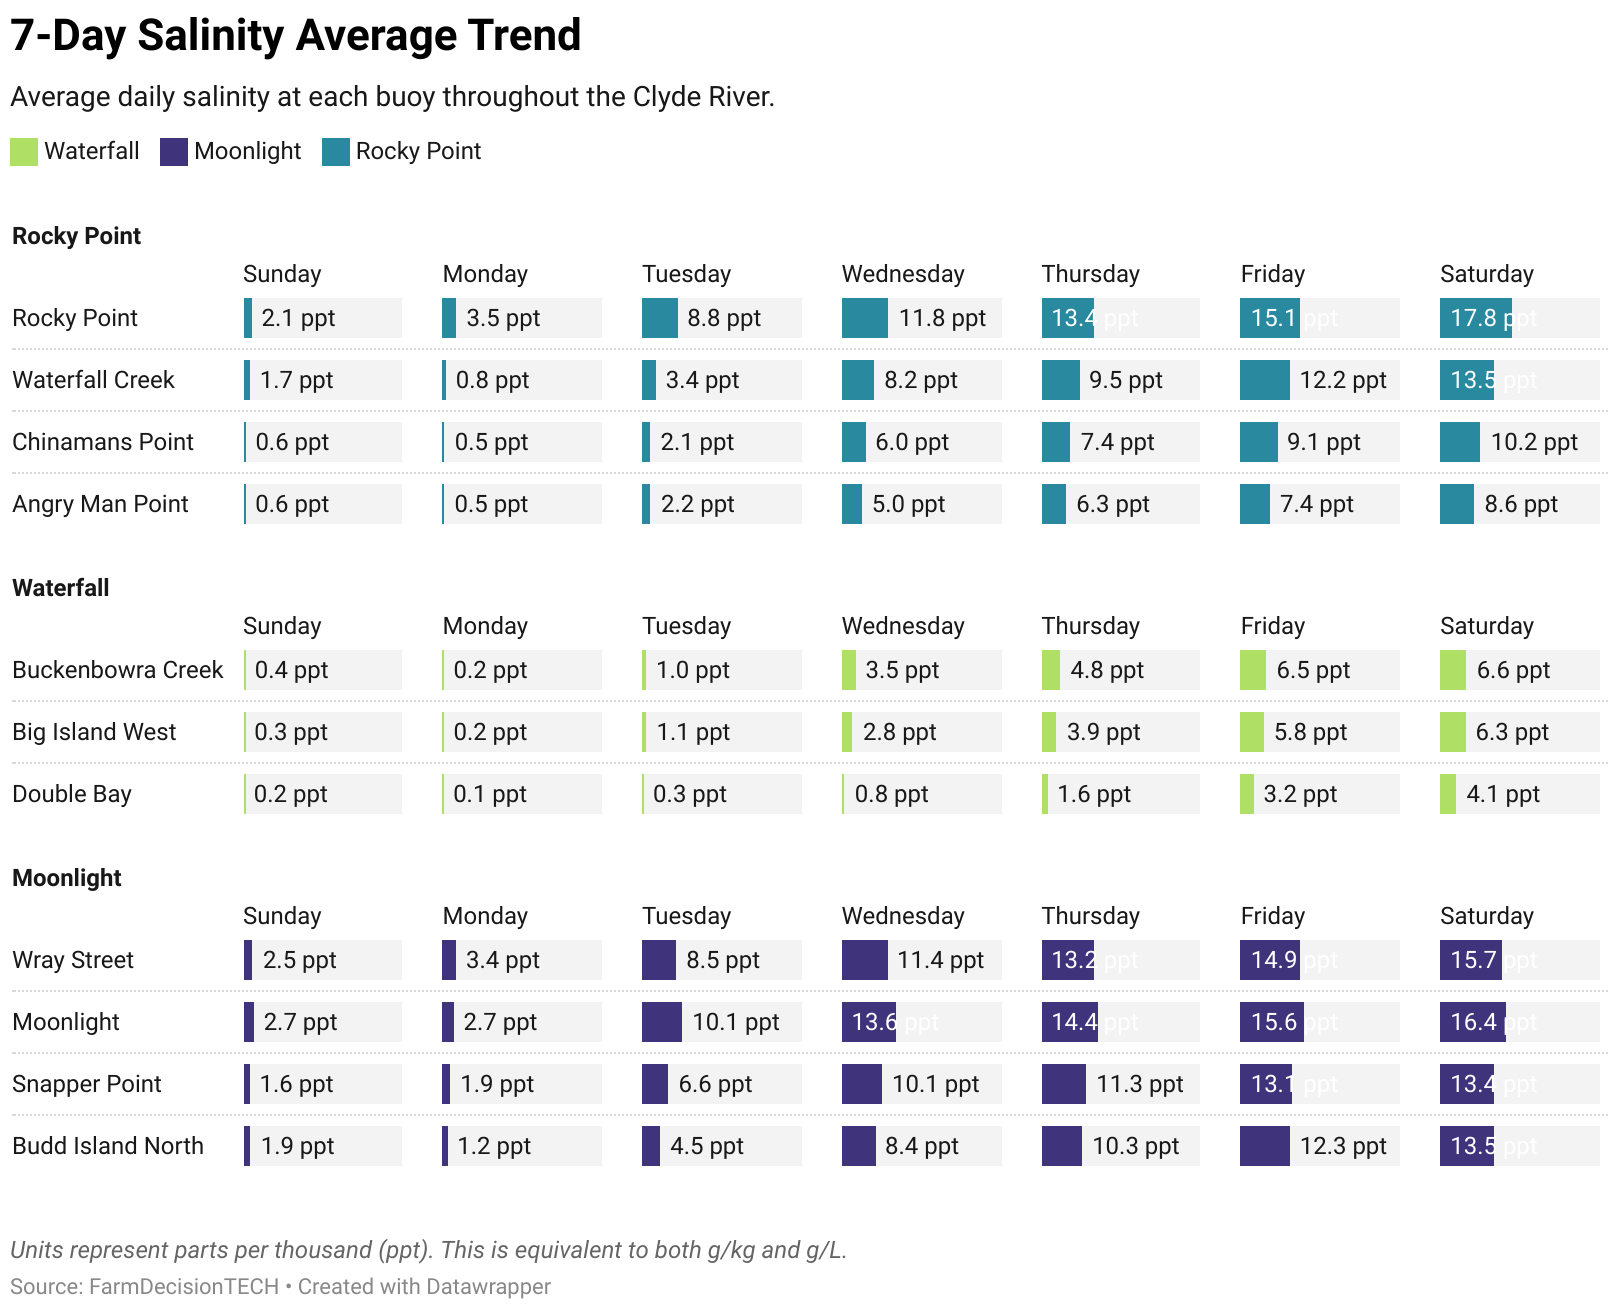 7-Day Salinity Average Trend
Average daily salinity at each buoy throughout the Clyde River.
Waterfall Moonlight Rocky Point
Rocky Point
Sunday Monday Tuesday Wednesday Thursday Friday Saturday
Rocky Point 2.1 ppt 3.5 ppt 8.8 ppt 11.8 ppt 13.4 ppt 15.1 ppt 17.8 ppt
Waterfall Creek 1.7 ppt 0.8 ppt 3.4 ppt 8.2 ppt 9.5 ppt 12.2 ppt 13.5 ppt
Chinamans Point 0.6 ppt 0.5 ppt 2.1 ppt 6.0 ppt 7.4 ppt 9.1 ppt 10.2 ppt
Angry Man Point 0.6 ppt 0.5 ppt 2.2 ppt 5.0 ppt 6.3 ppt 7.4 ppt 8.6 ppt
Waterfall
Sunday Monday Tuesday Wednesday Thursday Friday Saturday
Buckenbowra Creek 0.4 ppt 0.2 ppt 1.0 ppt 3.5 ppt 4.8 ppt 6.5 ppt 6.6 ppt
Big Island West 0.3 ppt 0.2 ppt 1.1 ppt 2.8 ppt 3.9 ppt 5.8 ppt 6.3 ppt
Double Bay 0.2 ppt 0.1 ppt 0.3 ppt 0.8 ppt 1.6 ppt 3.2 ppt 4.1 ppt
Moonlight
Sunday Monday Tuesday Wednesday Thursday Friday Saturday
Wray Street 2.5 ppt 3.4 ppt 8.5 ppt 11.4 ppt 13.2 ppt 14.9 ppt 15.7 ppt
Moonlight 2.7 ppt 2.7 ppt 10.1 ppt 13.6 ppt 14.4 ppt 15.6 ppt 16.4 ppt
Snapper Point 1.6 ppt 1.9 ppt 6.6 ppt 10.1 ppt 11.3 ppt 13.1 ppt 13.4 ppt
Budd Island North 1.9 ppt 1.2 ppt 4.5 ppt 8.4 ppt 10.3 ppt 12.3 ppt 13.5 ppt
Units represent parts per thousand (ppt). This is equivalent to both g/kg and g/L.
Source: FarmDecisionTECH • Created with Datawrapper